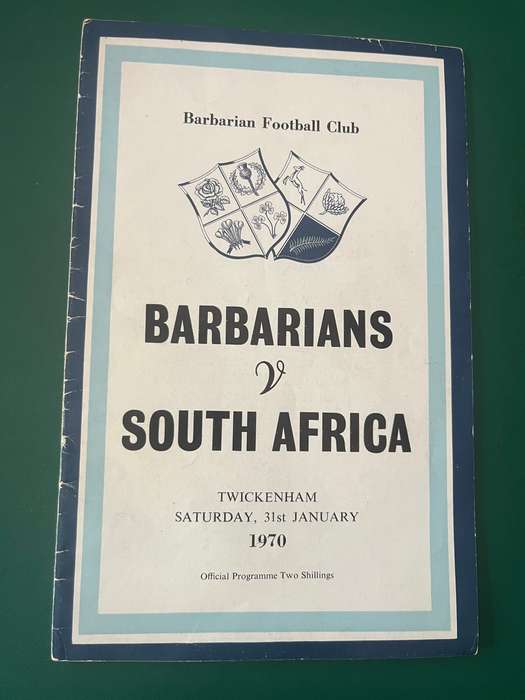 Barbarian Football Club
BARBARIANS
v
SOUTH AFRICA
TWICKENHAM
SATURDAY, 31st JANUARY
1970
Official Programme Two Shillings